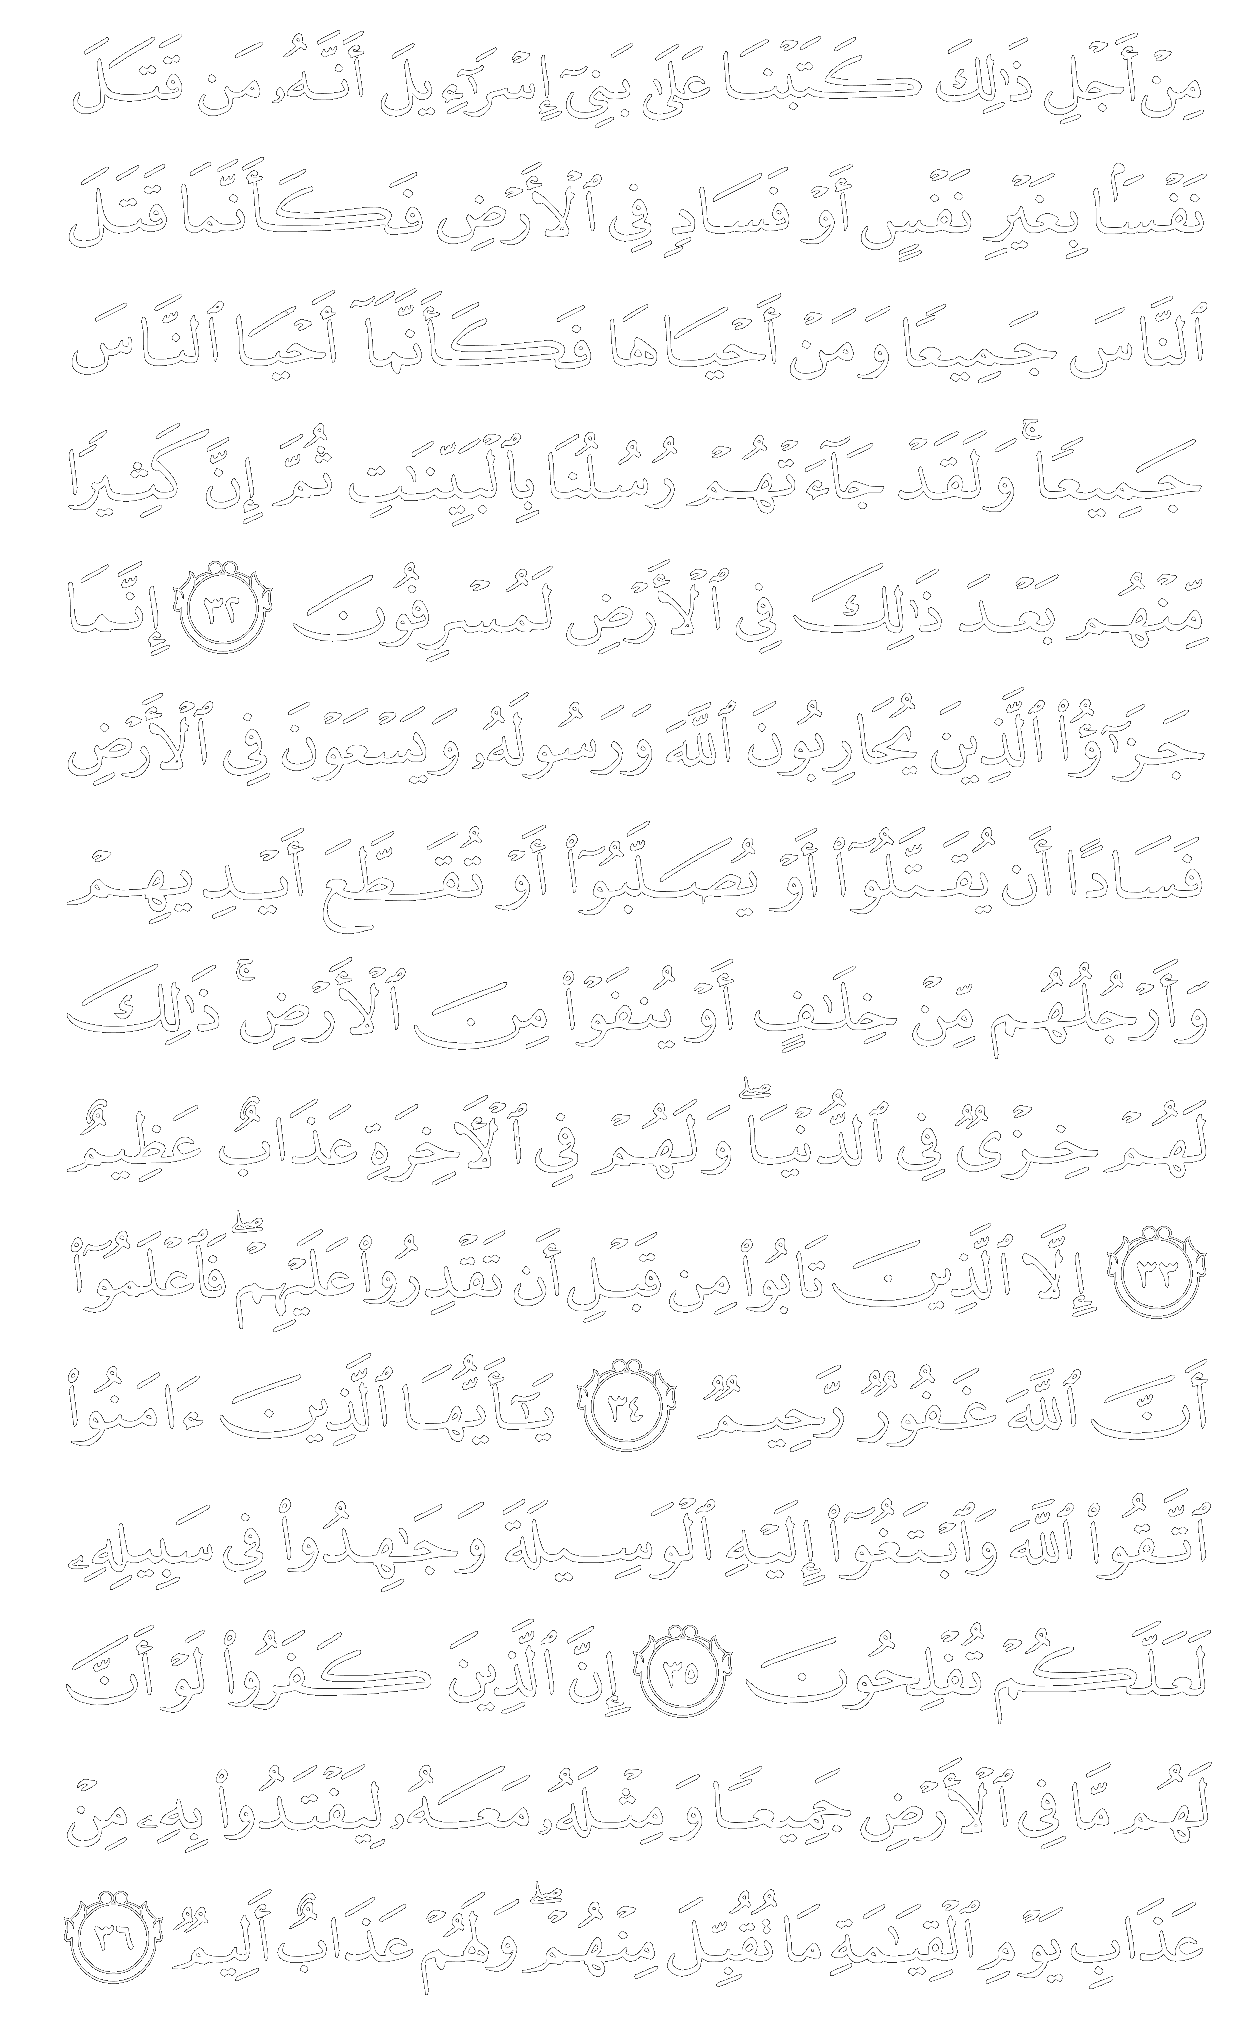 مِنۡ أَجۡلِ ذَٰلِكَ كَتَبۡنَا عَلَىٰ بَنِيٓ إِسۡرَٰٓءِيلَ أَنَّهُۥ مَن قَتَلَ
نَفۡسَۢا بِغَيۡرِ نَفۡسٍ أَوۡ فَسَادٖ فِي ٱلۡأَرۡضِ فَكَأَنَّمَا قَتَلَ
ٱلنَّاسَ جَمِيعٗا وَمَنۡ أَحۡيَاهَا فَكَأَنَّمَآ أَحۡيَا ٱلنَّاسَ
جَمِيعٗاۚ وَلَقَدۡ جَآءَتۡهُمۡ رُسُلُنَا بِٱلۡبَيِّنَٰتِ ثُمَّ إِنَّ كَثِيرٗا
مِّنۡهُم بَعۡدَ ذَٰلِكَ فِي ٱلۡأَرۡضِ لَمُسۡرِفُونَ ٣٢ إِنَّمَا
جَزَٰٓؤُاْ ٱلَّذِينَ يُحَارِبُونَ ٱللَّهَ وَرَسُولَهُۥ وَيَسۡعَوۡنَ فِي ٱلۡأَرۡضِ
فَسَادًا أَن يُقَتَّلُوٓاْ أَوۡ يُصَلَّبُوٓاْ أَوۡ تُقَطَّعَ أَيۡدِيهِمۡ
وَأَرۡجُلُهُم مِّنۡ خِلَٰفٍ أَوۡ يُنفَوۡاْ مِنَ ٱلۡأَرۡضِۚ ذَٰلِكَ
لَهُمۡ خِزۡيٞ فِي ٱلدُّنۡيَاۖ وَلَهُمۡ فِي ٱلۡأٓخِرَةِ عَذَابٌ عَظِيمٌ
٣٣ إِلَّا ٱلَّذِينَ تَابُواْ مِن قَبۡلِ أَن تَقۡدِرُواْ عَلَيۡهِمۡۖ فَٱعۡلَمُوٓاْ
أَنَّ ٱللَّهَ غَفُورٞ رَّحِيمٞ ٣٤ يَٰٓأَيُّهَا ٱلَّذِينَ ءَامَنُواْ
ٱتَّقُواْ ٱللَّهَ وَٱبۡتَغُوٓاْ إِلَيۡهِ ٱلۡوَسِيلَةَ وَجَٰهِدُواْ فِي سَبِيلِهِۦ
لَعَلَّكُمۡ تُفۡلِحُونَ ٣٥ إِنَّ ٱلَّذِينَ كَفَرُواْ لَوۡ أَنَّ
لَهُم مَّا فِي ٱلۡأَرۡضِ جَمِيعٗا وَمِثۡلَهُۥ مَعَهُۥ لِيَفۡتَدُواْ بِهِۦ مِنۡ
عَذَابِ يَوۡمِ ٱلۡقِيَٰمَةِ مَا تُقُبِّلَ مِنۡهُمۡۖ وَلَهُمۡ عَذَابٌ أَلِيمٞ ٣٦